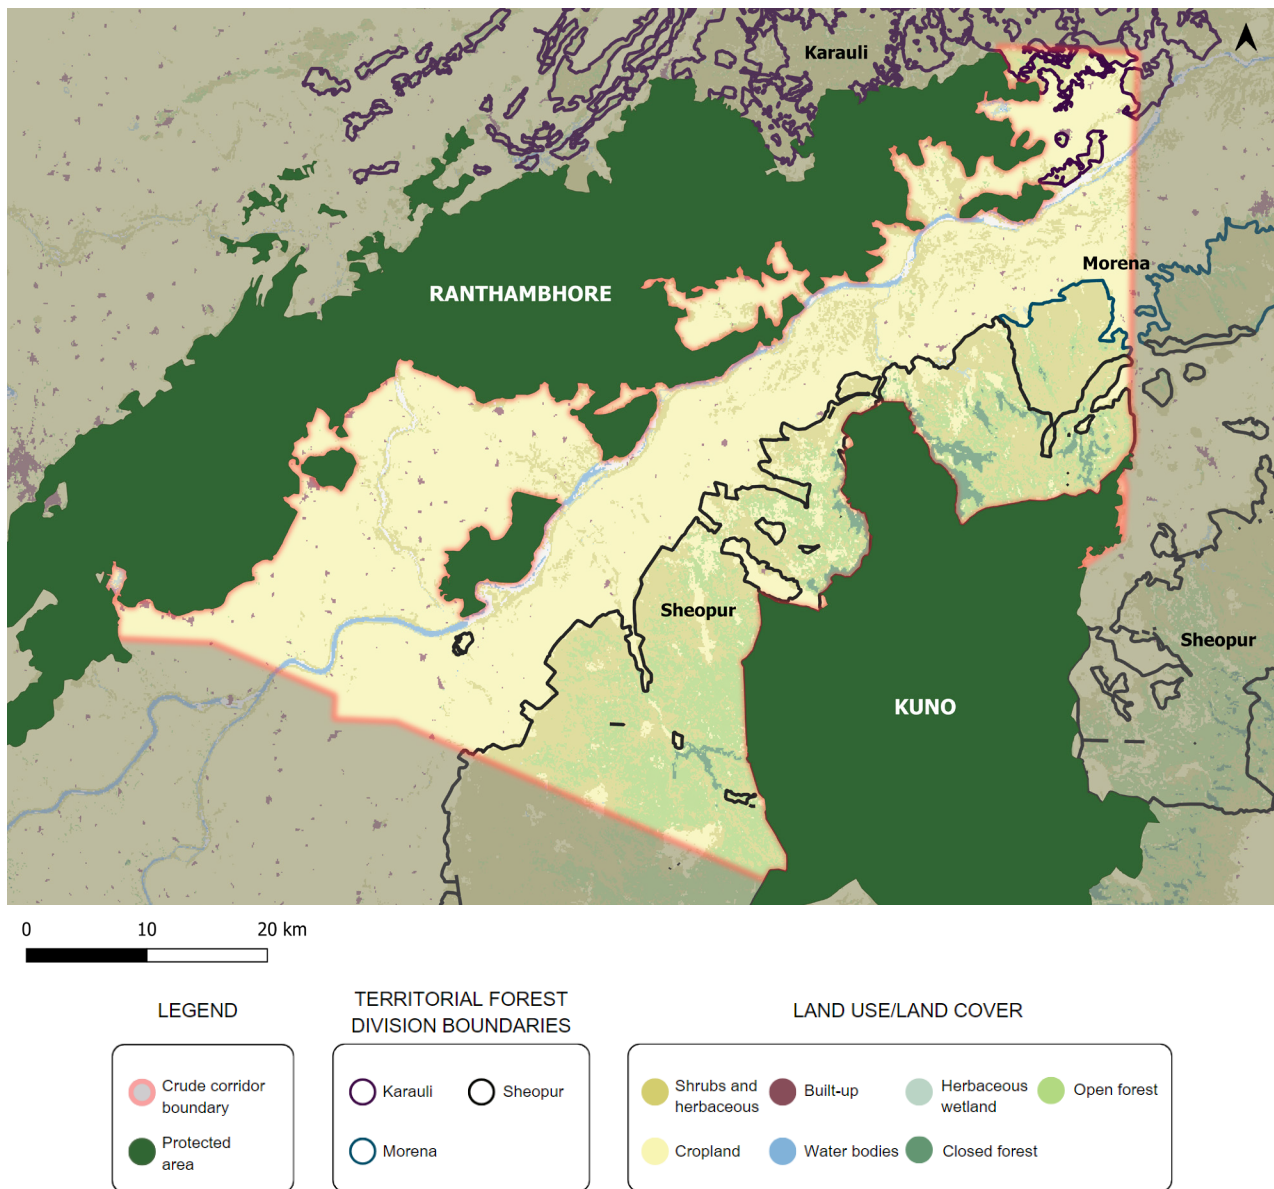 Karauli
Morena
RANTHAMBHORE
Sheopur
Sheopur
KUNO
0 10 20 km
LEGEND
TERRITORIAL FOREST
DIVISION BOUNDARIES
LAND USE/LAND COVER
Crude corridor
boundary
Protected
area
Karauli
Sheopur
Morena
Shrubs and
herbaceous
Built-up
Herbaceous
wetland
Open forest
Cropland
Water bodies
Closed forest